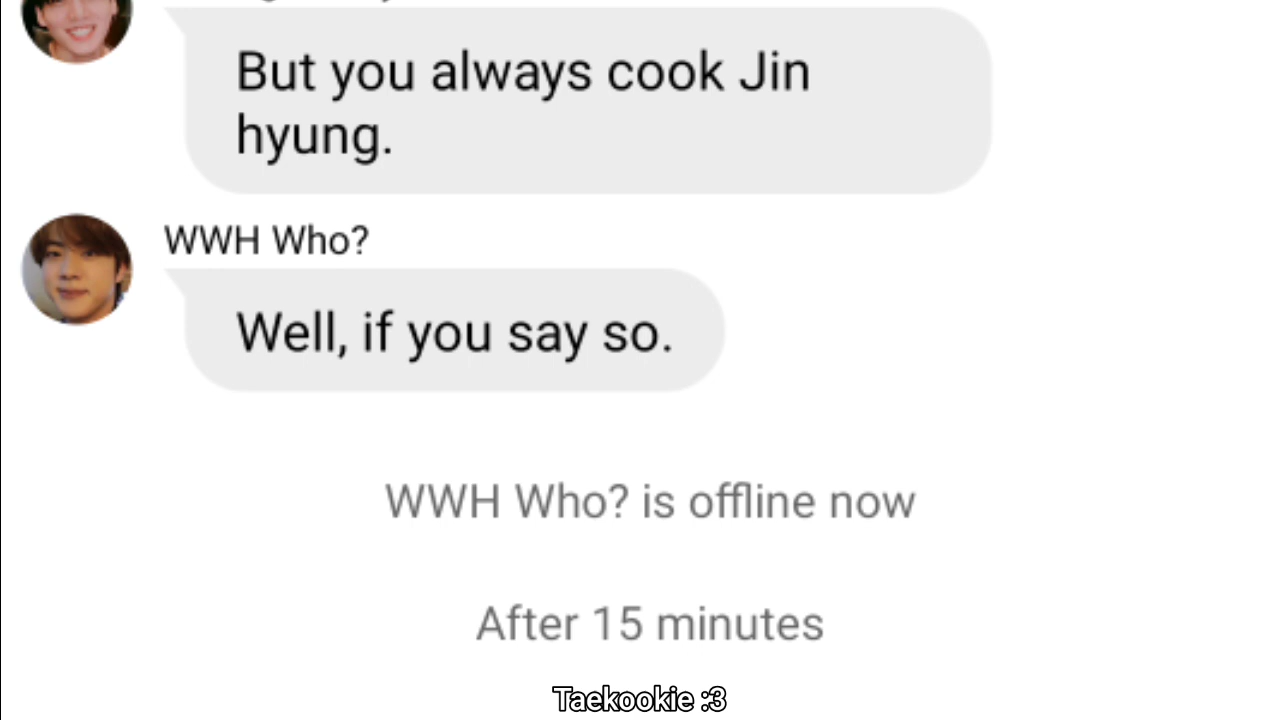 But you always cook Jin
hyung.
WWH Who?
Well, if you say so.
WWH Who? is offline now
After 15 minutes
Taekookie :3